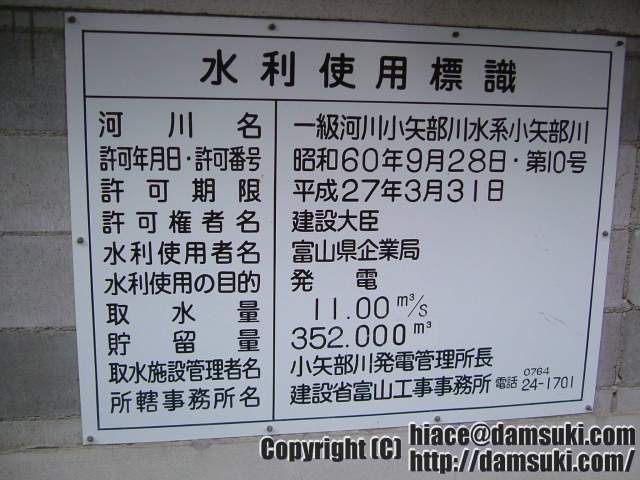 水利使用標識
河川名 一級河川小矢部川水系小矢部川
許可年月日・許可番号 昭和60年9月28日・第10号
許可期限 平成27年3月31日
許可権者名 建設大臣
水利使用者名 富山県企業局
水利使用の目的 発電
取水量 11.00m³/S
貯留量 352.000m³
取水施設管理者名 小矢部川発電管理所長
所轄事務所名 建設省富山工事事務所 電話 0764 24-1701
Copyright (C) hiace@damsuki.com
http://damsuki.com/